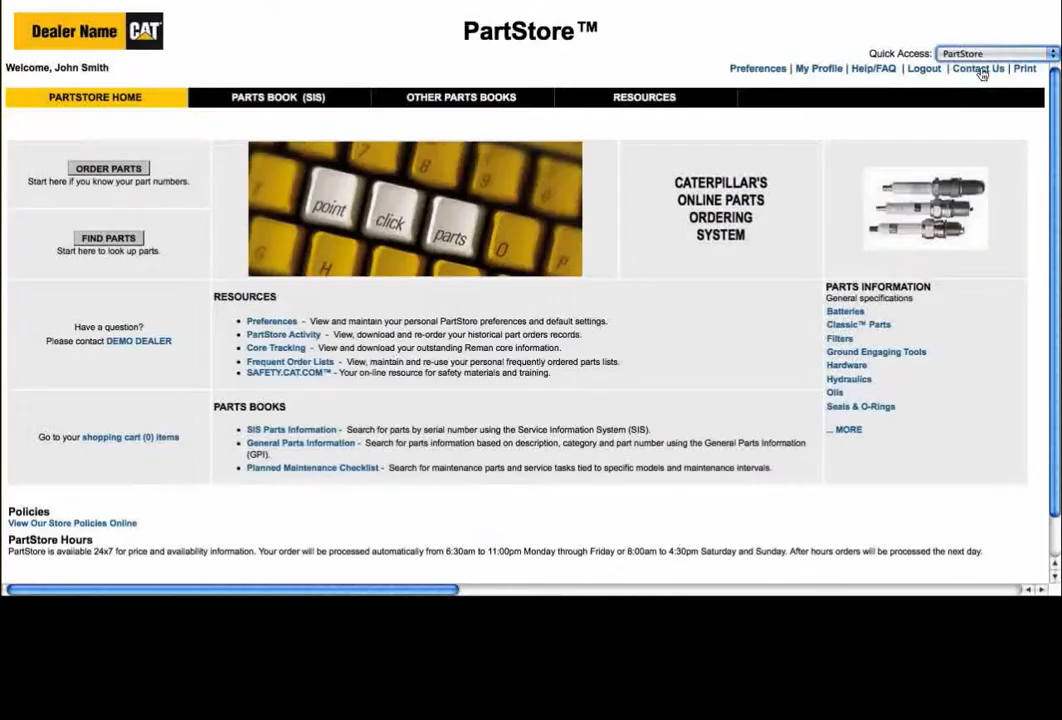 Dealer Name CAT
PartStore™
Quick Access: PartStore
Welcome, John Smith
Preferences | My Profile | Help/FAQ | Logout | Contact Us | Print
PARTSTORE HOME
PARTS BOOK (SIS)
OTHER PARTS BOOKS
RESOURCES
ORDER PARTS
Start here if you know your part numbers.
FIND PARTS
Start here to look up parts.
7
8
9
9
point
click
parts
O
G
H
P
CATERPILLAR'S
ONLINE PARTS
ORDERING
SYSTEM
Have a question?
Please contact DEMO DEALER
RESOURCES
• Preferences - View and maintain your personal PartStore preferences and default settings.
• PartStore Activity - View, download and re-order your historical part orders records.
• Core Tracking - View and download your outstanding Reman core information.
• Frequent Order Lists - View, maintain and re-use your personal frequently ordered parts lists.
• SAFETY.CAT.COM™ - Your on-line resource for safety materials and training.
PARTS INFORMATION
General specifications
Batteries
Classic™ Parts
Filters
Ground Engaging Tools
Hardware
Hydraulics
Oils
Seals & O-Rings
... MORE
Go to your shopping cart (0) items
PARTS BOOKS
• SIS Parts Information - Search for parts by serial number using the Service Information System (SIS).
• General Parts Information - Search for parts information based on description, category and part number using the General Parts Information
(GPI).
• Planned Maintenance Checklist - Search for maintenance parts and service tasks tied to specific models and maintenance intervals.
Policies
View Our Store Policies Online
PartStore Hours
PartStore is available 24x7 for price and availability information. Your order will be processed automatically from 6:30am to 11:00pm Monday through Friday or 8:00am to 4:30pm Saturday and Sunday. After hours orders will be processed the next day.